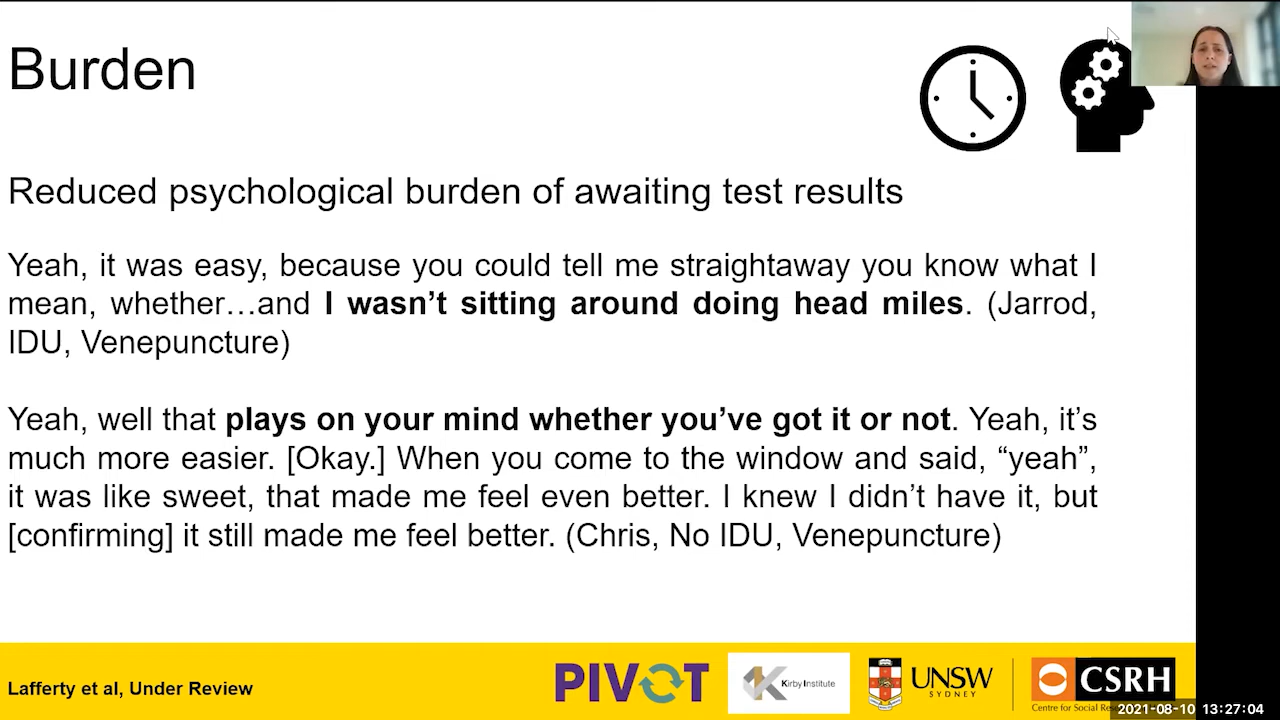 Burden
Reduced psychological burden of awaiting test results
Yeah, it was easy, because you could tell me straightaway you know what I
mean, whether…and I wasn’t sitting around doing head miles. (Jarrod,
IDU, Venepuncture)
Yeah, well that plays on your mind whether you’ve got it or not. Yeah, it’s
much more easier. [Okay.] When you come to the window and said, “yeah”,
it was like sweet, that made me feel even better. I knew I didn’t have it, but
[confirming] it still made me feel better. (Chris, No IDU, Venepuncture)
Lafferty et al, Under Review
PIVOT
Kirby Institute
UNSW
SYDNEY
CSRH
Centre for Social
2021-08-10 13:27:04